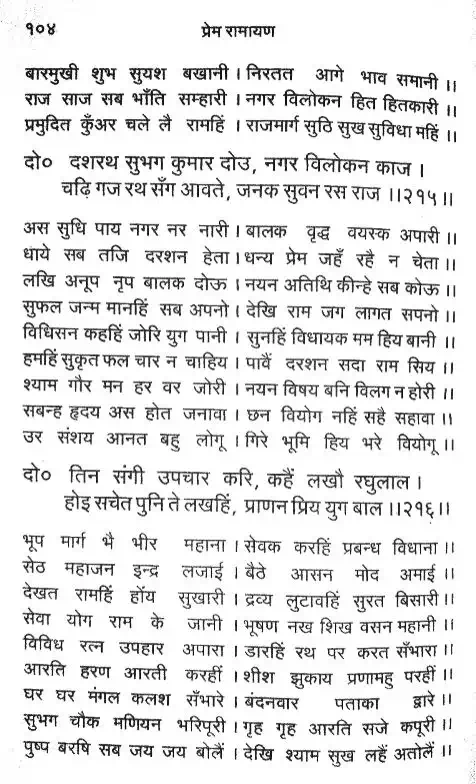 १०४ प्रेम रामायण
बारमुखी शुभ सुयश बखानी । निरतत आगे भाव समानी ।।
राज साज सब भाँति सम्हारी । नगर विलोकन हित हितकारी ।।
प्रमुदित कुँअर चले लै रामहिं । राजमार्ग सुठि सुख सुविधा महिं ।।
दो० दशरथ सुभग कुमार दोउ, नगर विलोकन काज ।
चढ़ि गज रथ सँग आवते, जनक सुवन रस राज ।।२१५।।
अस सुधि पाय नगर नर नारी । बालक वृद्ध वयस्क अपारी ।।
धाये सब तजि दरशन हेता । धन्य प्रेम जहँ रहै न चेता ।।
लखि अनूप नृप बालक दोऊ । नयन अतिथि कीन्हे सब कोऊ ।।
सुफल जन्म मानहिं सब अपनो । देखि राम जग लागत सपनो ।।
विधिसन कहहिं जोरि युग पानी । सुनहिं विधायक मम हिय बानी ।।
हमहिं सुकृत फल चार न चाहिय । पावैं दरशन सदा राम सिय ।।
श्याम गौर मन हर वर जोरी । नयन विषय बनि विलग न होरी ।।
सबन्ह हृदय अस होत जनावा । छन वियोग नहिं सहै सहावा ।।
उर संशय आनत बहु लोगू । गिरे भूमि हिय भरे वियोगू ।।
दो० तिन संगी उपचार करि, कहैं लखौ रघुलाल ।
होइ सचेत पुनि ते लखहिं, प्राणन प्रिय युग बाल ।।२१६।।
भूप मार्ग भै भीर महाना । सेवक करहिं प्रबन्ध विधाना ।।
सेठ महाजन इन्द्र लजाई । बैठे आसन मोद अमाई ।।
देखत रामहिं होंय सुखारी । द्रव्य लुटावहिं सुरत बिसारी ।।
सेवा योग राम के जानी । भूषण नख शिख वसन महानी ।।
विविध रत्न उपहार अपारा । डारहिं रथ पर करत सँभारा ।।
आरति हरण आरती करहीं । शीश झुकाय प्रणामहु परहीं ।।
घर घर मंगल कलश सँभारे । बंदनवार पताका द्वारे ।।
सुभग चौक मणियन भरिपूरी । गृह गृह आरति सजे कपूरी ।।
पुष्प बरषि सब जय जय बोलैं । देखि श्याम सुख लहैं अतोलैं ।।